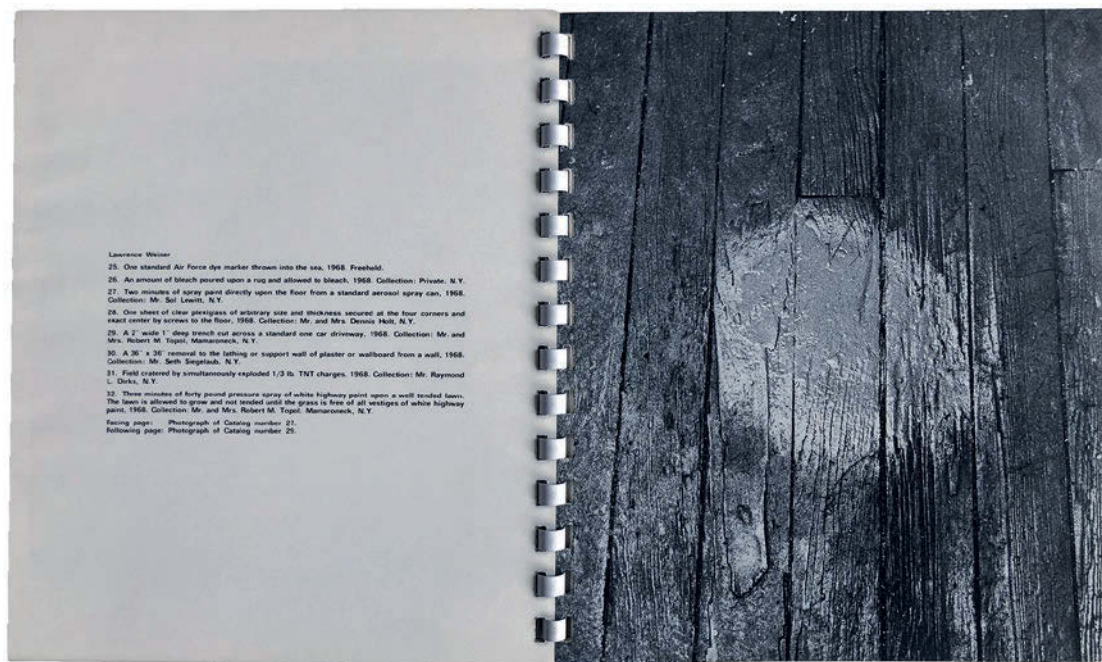 Lawrence Weiner
25. One standard Air Force dye marker thrown into the sea, 1968. Freehold.
26. An amount of bleach poured upon a rug and allowed to bleach. 1968. Collection: Private. N.Y.
27. Two minutes of spray paint directly upon the floor from a standard aerosol spray can, 1968.
Collection: Mr. Sol Lewitt, N.Y.
28. One sheet of clear plexiglass of arbitrary size and thickness secured at the four corners and
exact center by screws to the floor, 1968. Collection: Mr. and Mrs. Dennis Holt, N.Y.
29. A 2" wide 1" deep trench cut across a standard one car driveway, 1968. Collection: Mr. and
Mrs. Robert M. Topol, Mamaroneck, N.Y.
30. A 36" x 36" removal to the lathing or support wall of plaster or wallboard from a wall, 1968.
Collection: Mr. Seth Siegelaub, N.Y.
31. Field cratered by simultaneously exploded 1/3 lb. TNT charges. 1968. Collection: Mr. Raymond
L. Dirks, N.Y.
32. Three minutes of forty pound pressure spray of white highway paint upon a well tended lawn.
The lawn is allowed to grow and not tended until the grass is free of all vestiges of white highway
paint, 1968. Collection: Mr. and Mrs. Robert M. Topol. Mamaroneck, N.Y.
Facing page: Photograph of Catalog number 27.
Following page: Photograph of Catalog number 29.